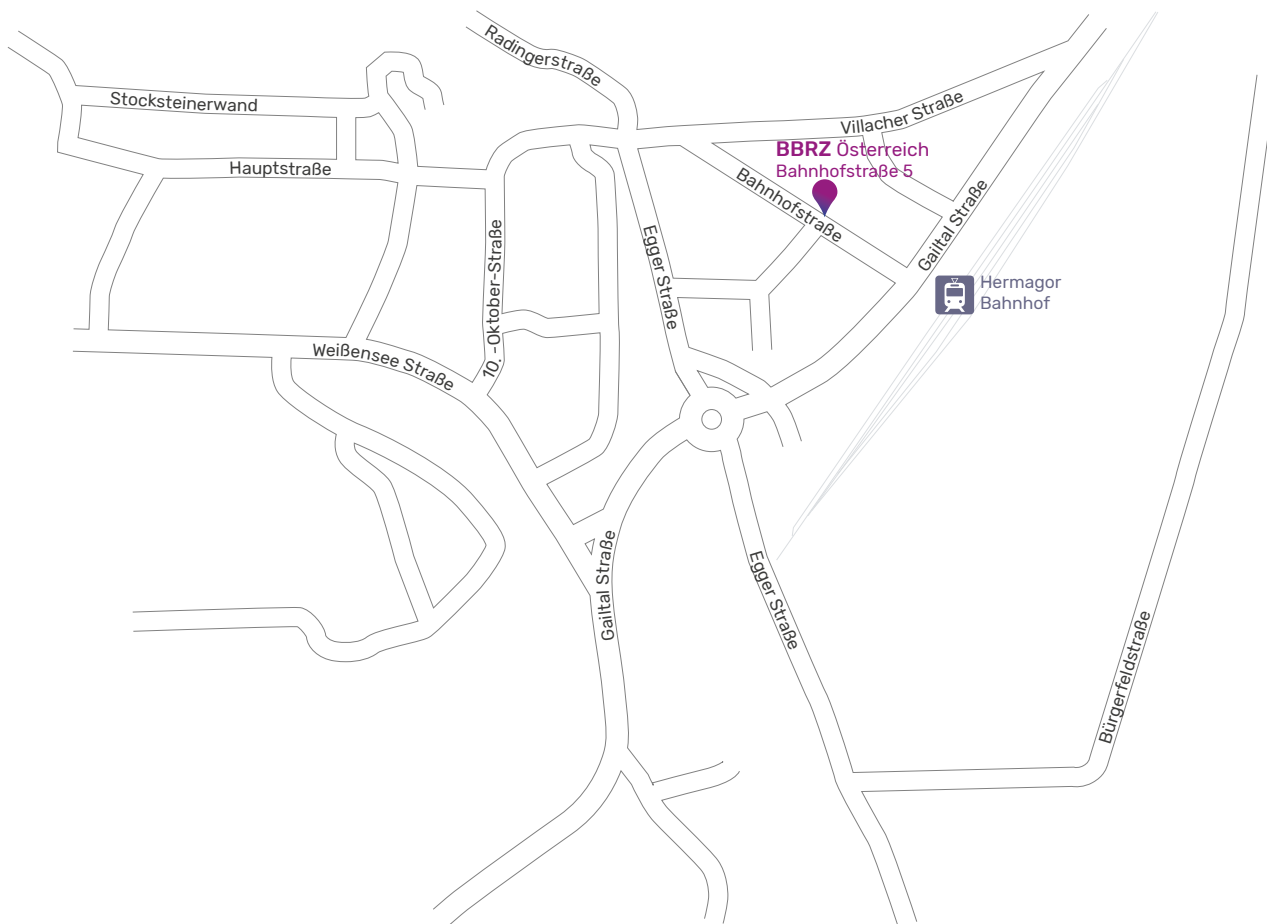 Radingerstraße
Stocksteinerwand
Villacher Straße
BBRZ Österreich
Bahnhofstraße 5
Hauptstraße
Bahnhofstraße
Gailtal Straße
10. -Oktober-Straße
Egger Straße
Hermagor
Bahnhof
Weißensee Straße
Gailtal Straße
Egger Straße
Bürgerfeldstraße